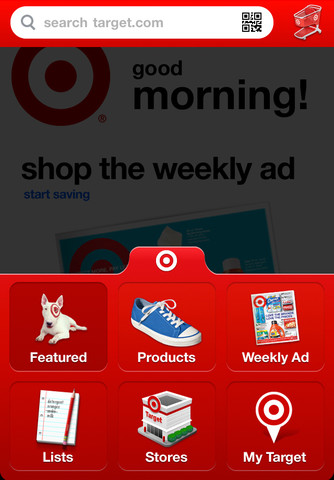 search target.com
good
®
morning!
shop the weekly ad
start saving
Featured
Products
Weekly Ad
Target
Lists
Stores
My Target